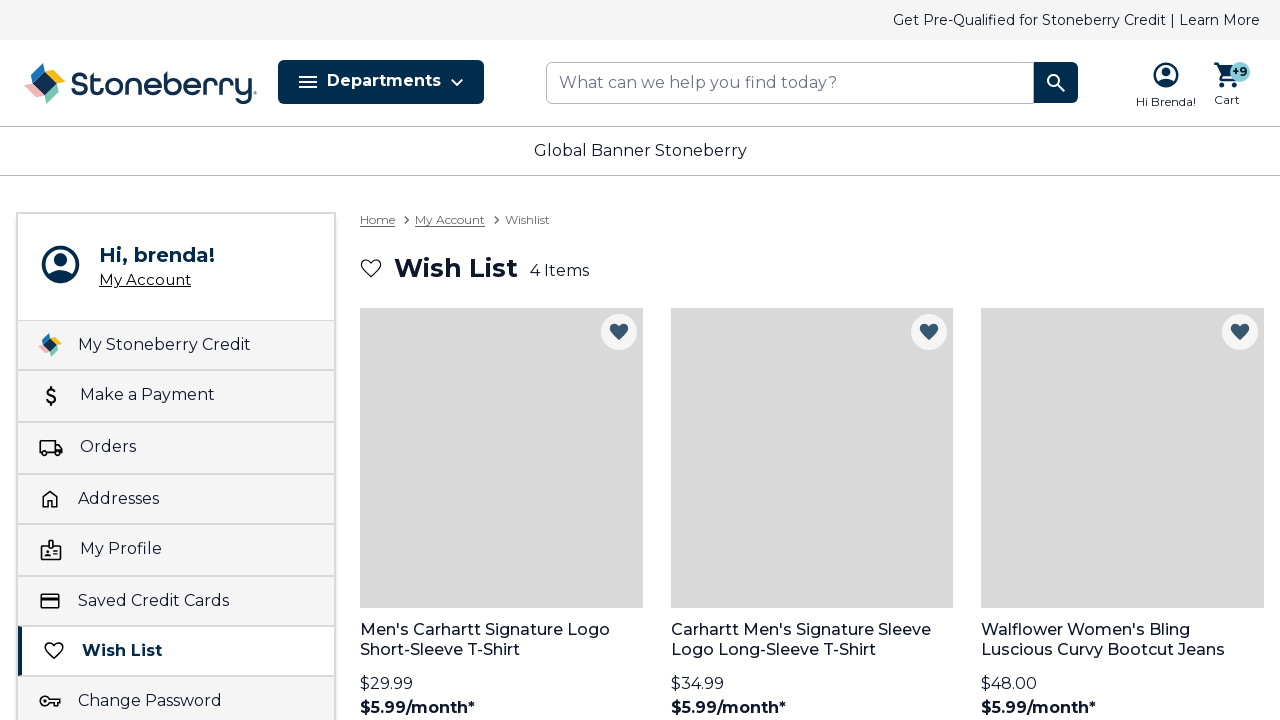 Get Pre-Qualified for Stoneberry Credit | Learn More
Stoneberry
Departments
What can we help you find today?
Hi Brenda!
+9
Cart
Global Banner Stoneberry
Hi, brenda!
My Account
My Stoneberry Credit
Make a Payment
Orders
Addresses
My Profile
Saved Credit Cards
Wish List
Change Password
Home > My Account > Wishlist
Wish List 4 Items
Men's Carhartt Signature Logo
Short-Sleeve T-Shirt
$29.99
$5.99/month*
Carhartt Men's Signature Sleeve
Logo Long-Sleeve T-Shirt
$34.99
$5.99/month*
Walflower Women's Bling
Luscious Curvy Bootcut Jeans
$48.00
$5.99/month*